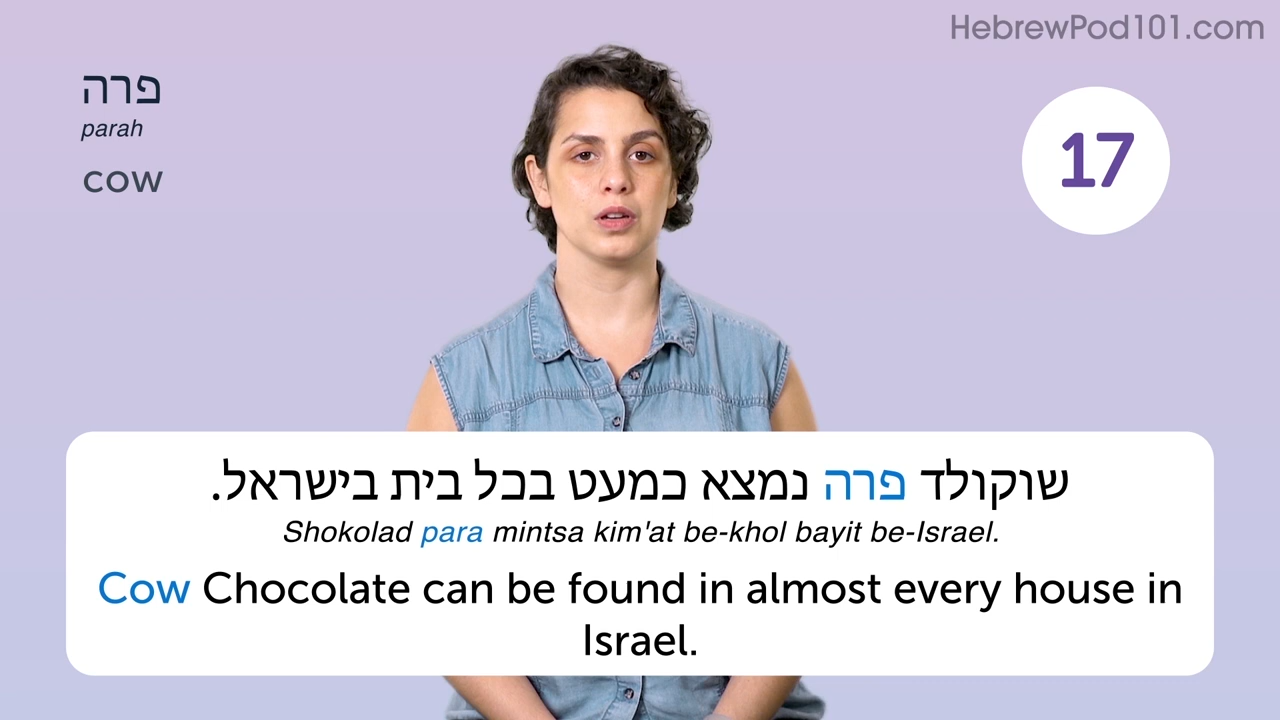 HebrewPod101.com
פרה
parah
cow
17
שוקולד פרה נמצא כמעט בכל בית בישראל.
Shokolad para mintsa kim'at be-khol bayit be-Israel.
Cow Chocolate can be found in almost every house in
Israel.